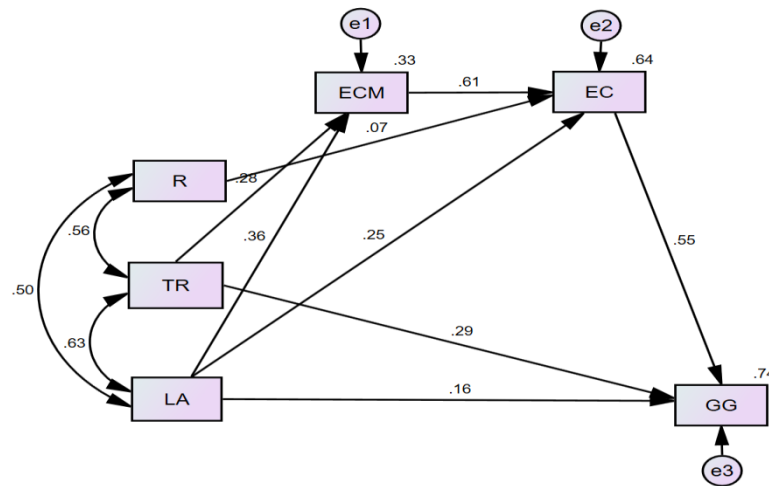 e1
e2
.33
.64
ECM
.61
EC
.07
R
.28
.56
.36
.25
.55
TR
.50
.29
.63
.74
LA
.16
GG
e3